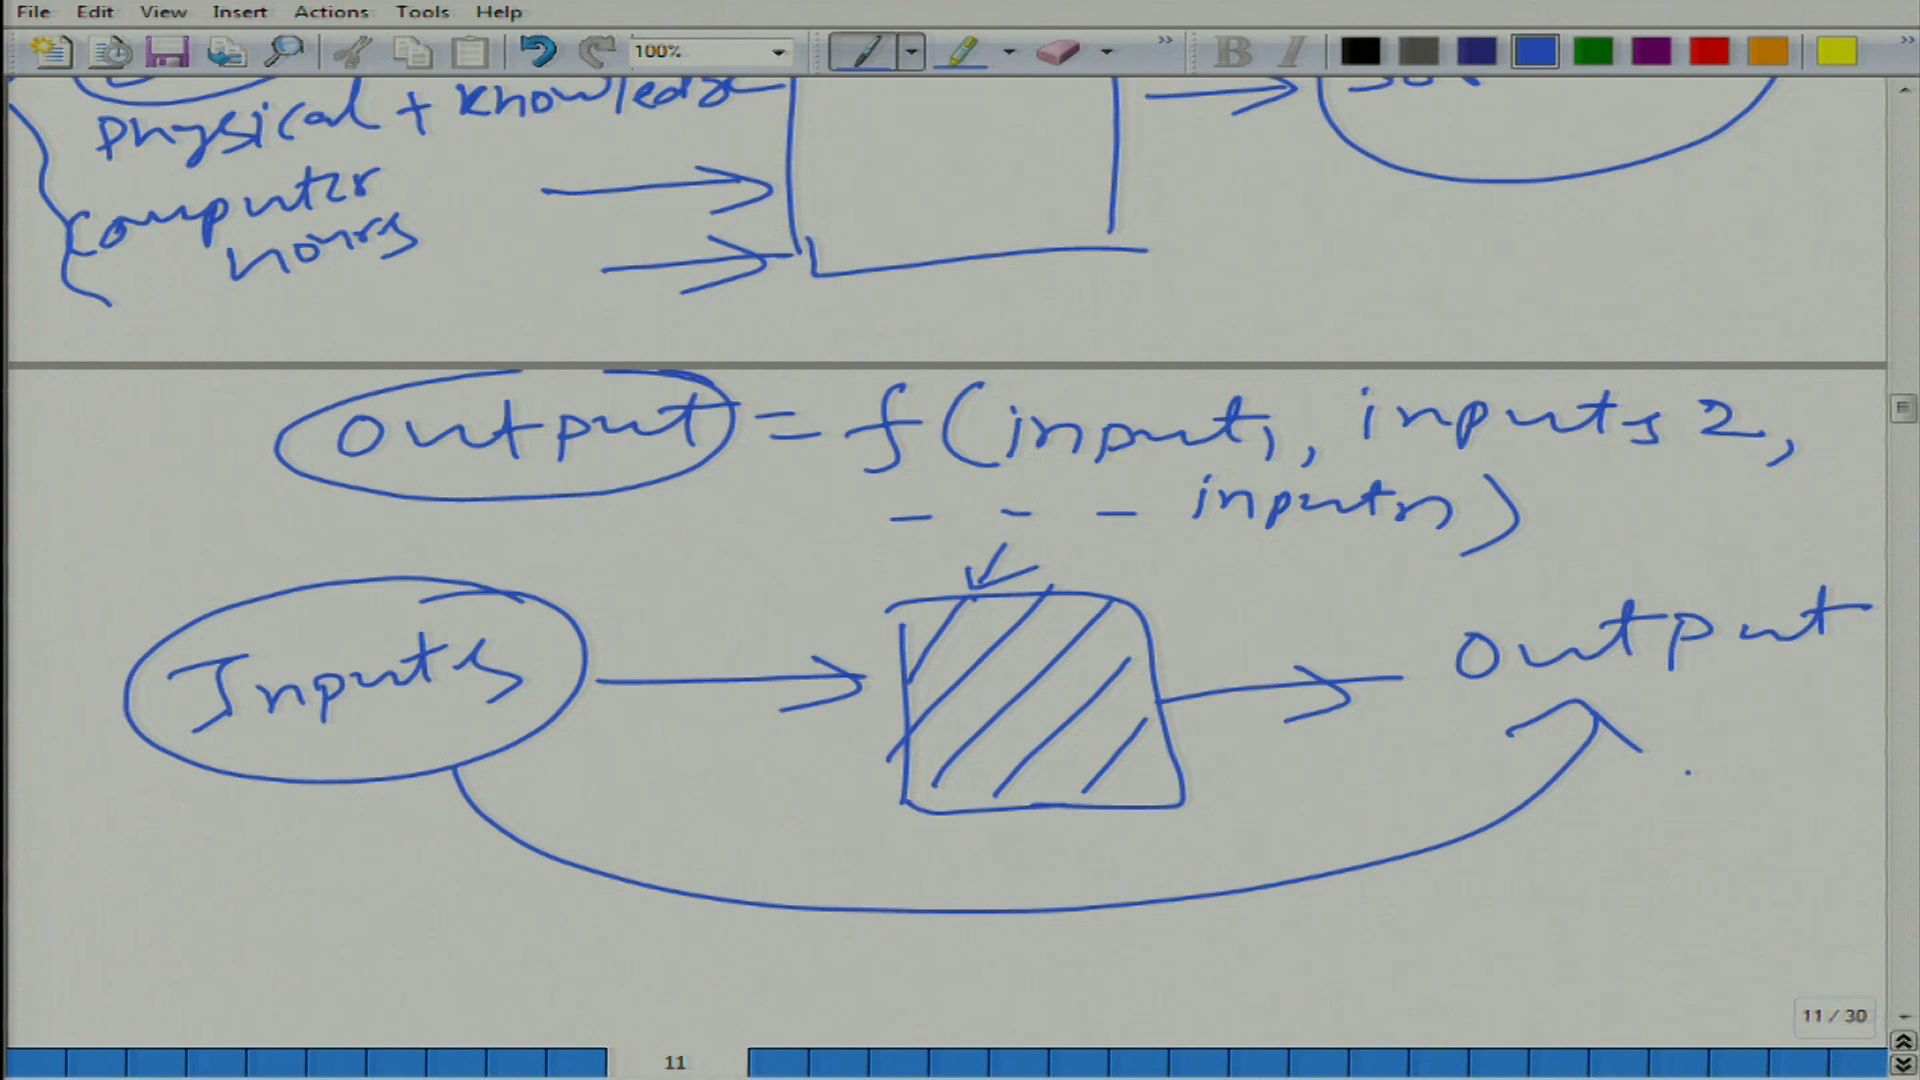 File Edit View Insert Actions Tools Help
100%
B I
Physical + Knowledge
Computer
hours
output = f(input1, inputs 2,
- - - inputn)
Inputs
output
11 / 30
11